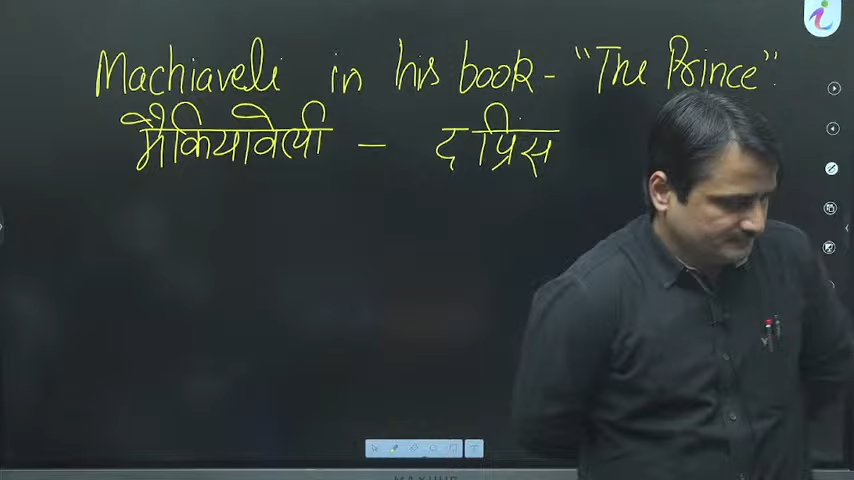 Machiaveli in his book - "The Prince".
मैकियावेली - द प्रिंस